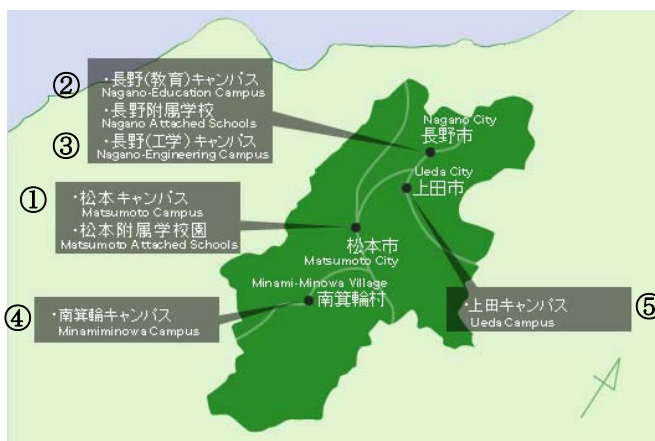 ②
・長野(教育)キャンパス
Nagano-Education Campus
・長野附属学校
Nagano Attached Schools
③
・長野(工学)キャンパス
Nagano-Engineering Campus
Nagano City
長野市
Ueda City
上田市
①
・松本キャンパス
Matsumoto Campus
・松本附属学校園
Matsumoto Attached Schools
松本市
Matsumoto City
Minami-Minowa Village
南箕輪村
④
・南箕輪キャンパス
Minamiminowa Campus
・上田キャンパス
Ueda Campus
⑤